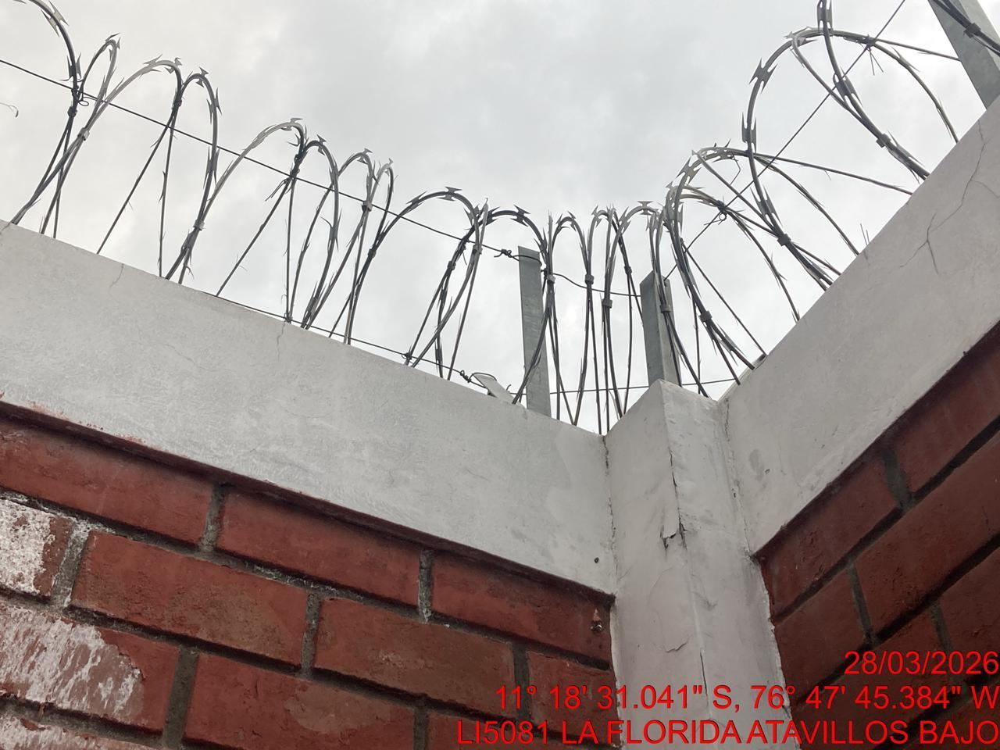 28/03/2026
11° 18' 31.041" S, 76° 47' 45.384" W
LI5081 LA FLORIDA ATAVILLOS BAJO